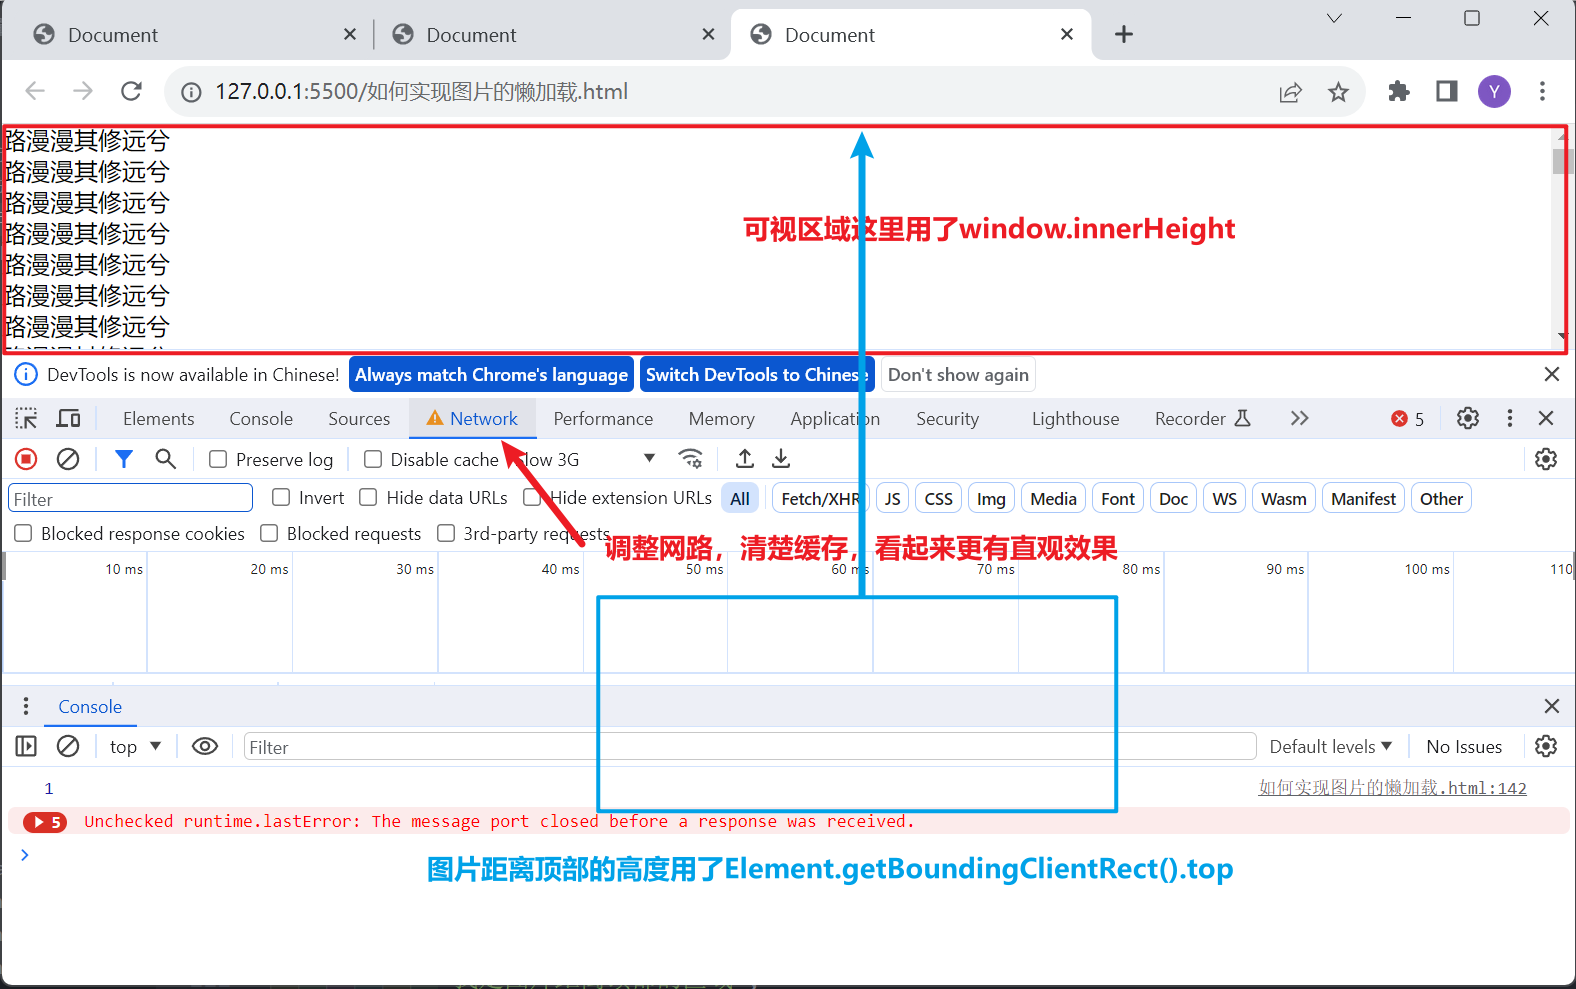 Document
Document
Document
127.0.0.1:5500/如何实现图片的懒加载.html
Y
路漫漫其修远兮
路漫漫其修远兮
路漫漫其修远兮
路漫漫其修远兮
路漫漫其修远兮
路漫漫其修远兮
路漫漫其修远兮
可视区域这里用了window.innerHeight
DevTools is now available in Chinese! Always match Chrome's language Switch DevTools to Chinese Don't show again
Elements Console Sources Network Performance Memory Application Security Lighthouse Recorder 5
Preserve log Disable cache Slow 3G
Filter Invert Hide data URLs Hide extension URLs All Fetch/XHR JS CSS Img Media Font Doc WS Wasm Manifest Other
Blocked response cookies Blocked requests 3rd-party requests
调整网路，清楚缓存，看起来更有直观效果
10 ms 20 ms 30 ms 40 ms 50 ms 60 ms 70 ms 80 ms 90 ms 100 ms 110
Console
top Filter Default levels No Issues
1 如何实现图片的懒加载.html:142
5 Unchecked runtime.lastError: The message port closed before a response was received.
图片距离顶部的高度用了Element.getBoundingClientRect().top